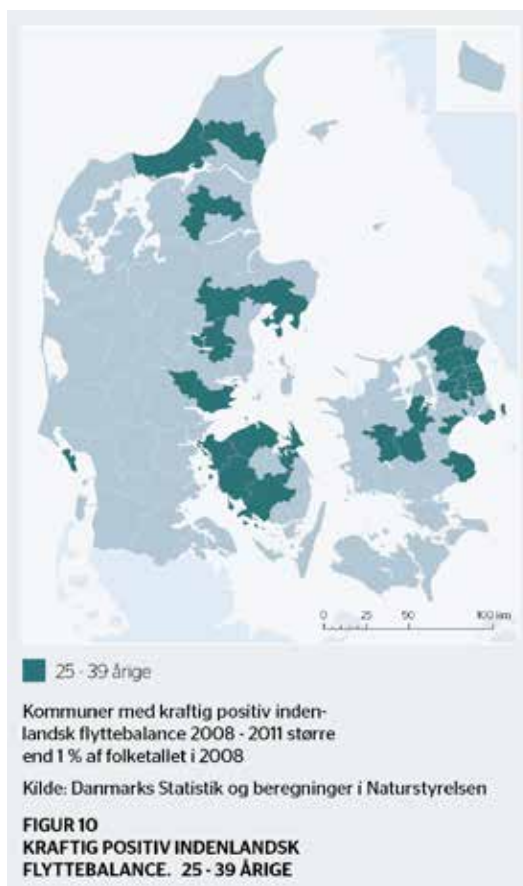 0 25 50 100 km
25 - 39 årige
Kommuner med kraftig positiv inden-
landsk flyttebalance 2008 - 2011 større
end 1 % af folketallet i 2008
Kilde: Danmarks Statistik og beregninger i Naturstyrelsen
FIGUR 10
KRAFTIG POSITIV INDENLANDSK
FLYTTEBALANCE. 25 - 39 ÅRIGE